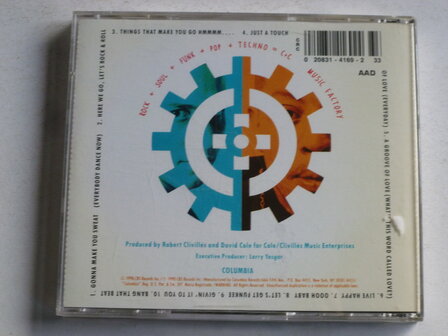 1. GONNA MAKE YOU SWEAT (EVERYBODY DANCE NOW) 2. HERE WE GO, LET'S ROCK & ROLL
3. THINGS THAT MAKE YOU GO HMMMM.... 4. JUST A TOUCH
OF LOVE (EVERYDAY) 5. A GROOVE OF LOVE (WHAT'S THIS WORD CALLED LOVE?)
6. LIVE HAPPY 7. OOOH BABY 8. LET'S GET FUNKEE 9. GIVIN' IT TO YOU 10. BANG THAT BEAT
UKU
0 20831-4169-2 33
AAD
ROCK + SOUL + FUNK + POP + TECHNO = C+C MUSIC FACTORY
Produced by Robert Clivillés and David Cole for Cole/Clivillés Music Enterprises
Executive Producer: Larry Yasgar
COLUMBIA